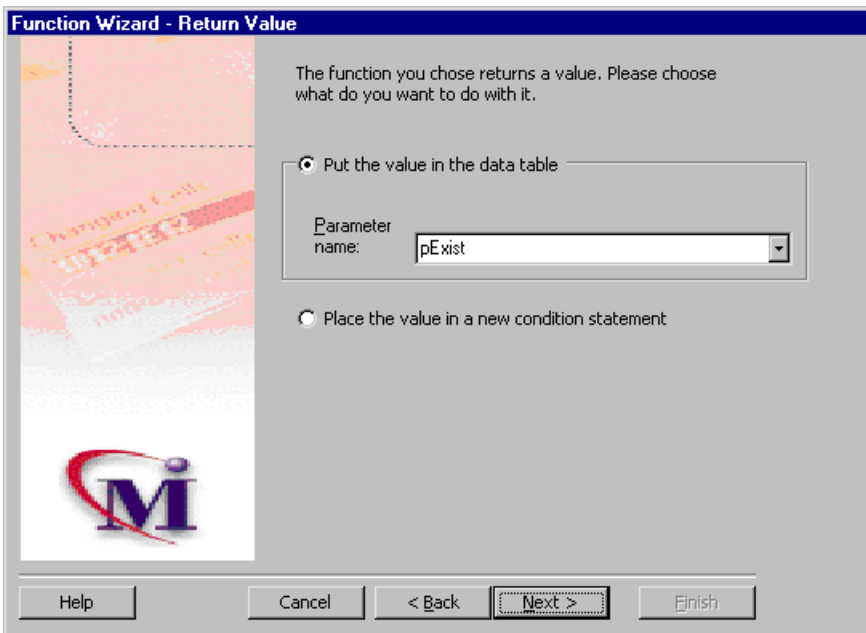 Function Wizard - Return Value
The function you chose returns a value. Please choose
what do you want to do with it.
Put the value in the data table
Parameter
name:
pExist
Place the value in a new condition statement
M
Help
Cancel
< Back
Next >
Finish